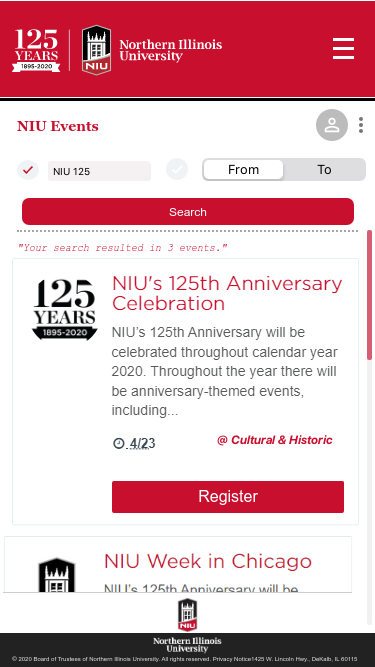 125
YEARS
1895-2020
NIU
Northern Illinois
University
NIU Events
NIU 125
From
To
Search
"Your search resulted in 3 events."
125
YEARS
1895-2020
NIU's 125th Anniversary
Celebration
NIU's 125th Anniversary will be
celebrated throughout calendar year
2020. Throughout the year there will
be anniversary-themed events,
including...
4/23
@ Cultural & Historic
Register
NIU Week in Chicago
NIU's 125th Anniversary will be
NIU
Northern Illinois
University
© 2020 Board of Trustees of Northern Illinois University. All rights reserved. Privacy Notice1425 W. Lincoln Hwy., DeKalb, IL 60115